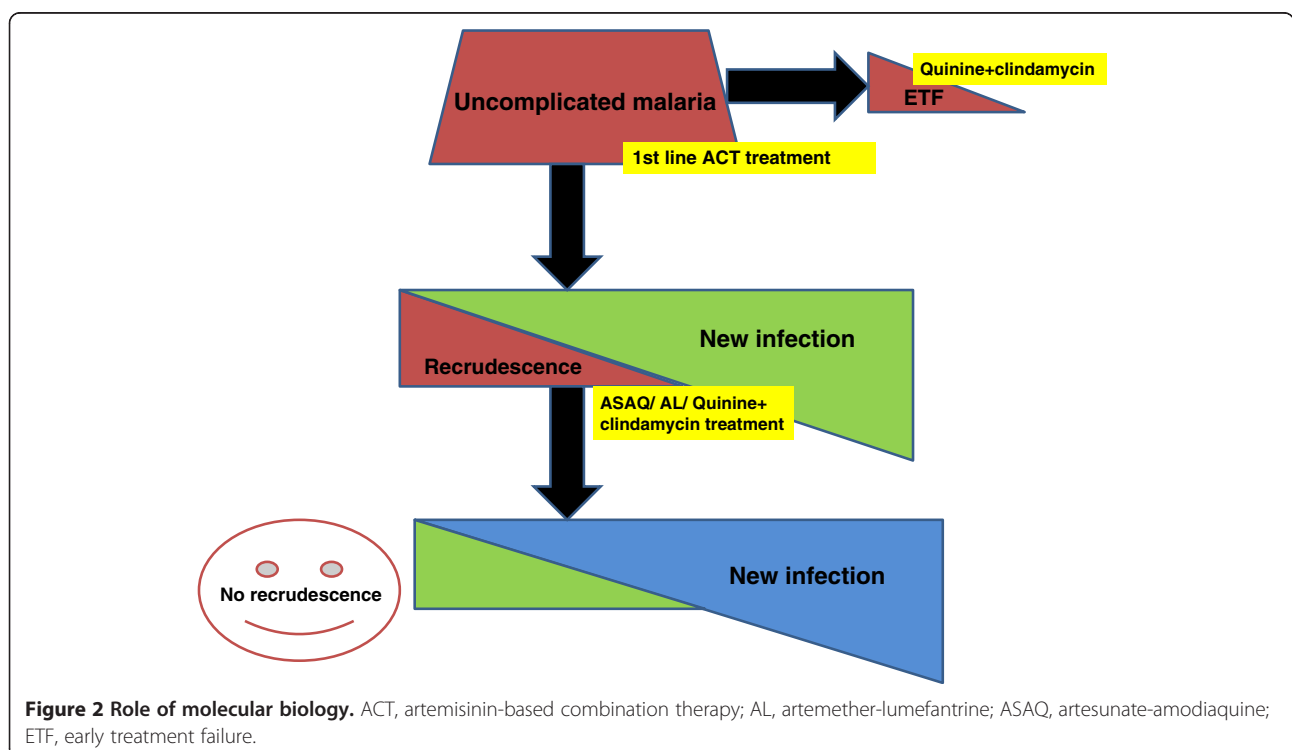 Uncomplicated malaria
Quinine+clindamycin
ETF
1st line ACT treatment
New infection
Recrudescence
ASAQ/ AL/ Quinine+
clindamycin treatment
New infection
No recrudescence
Figure 2 Role of molecular biology. ACT, artemisinin-based combination therapy; AL, artemether-lumefantrine; ASAQ, artesunate-amodiaquine;
ETF, early treatment failure.